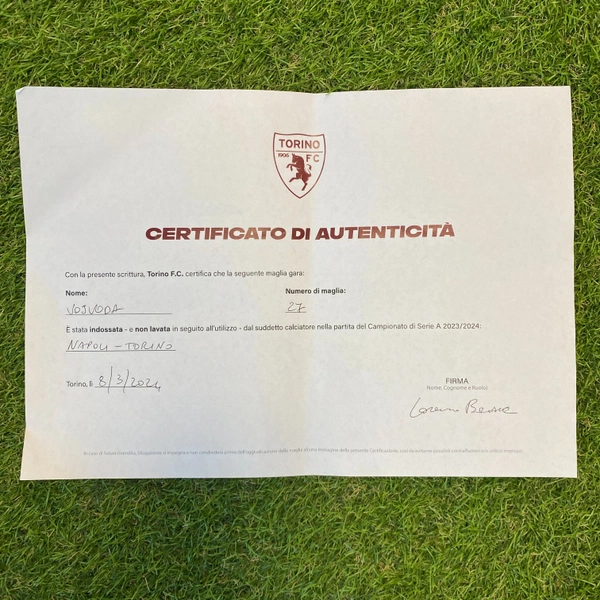 TORINO
1906 FC
CERTIFICATO DI AUTENTICITÀ
Con la presente scrittura, Torino F.C. certifica che la seguente maglia gara:
Nome: Numero di maglia:
VOJVODA 27
È stata indossata - e non lavata in seguito all'utilizzo - dal suddetto calciatore nella partita del Campionato di Serie A 2023/2024:
NAPOLI - TORINO
FIRMA
Torino, lì 8/3/2024 Nome, Cognome e Ruolo)